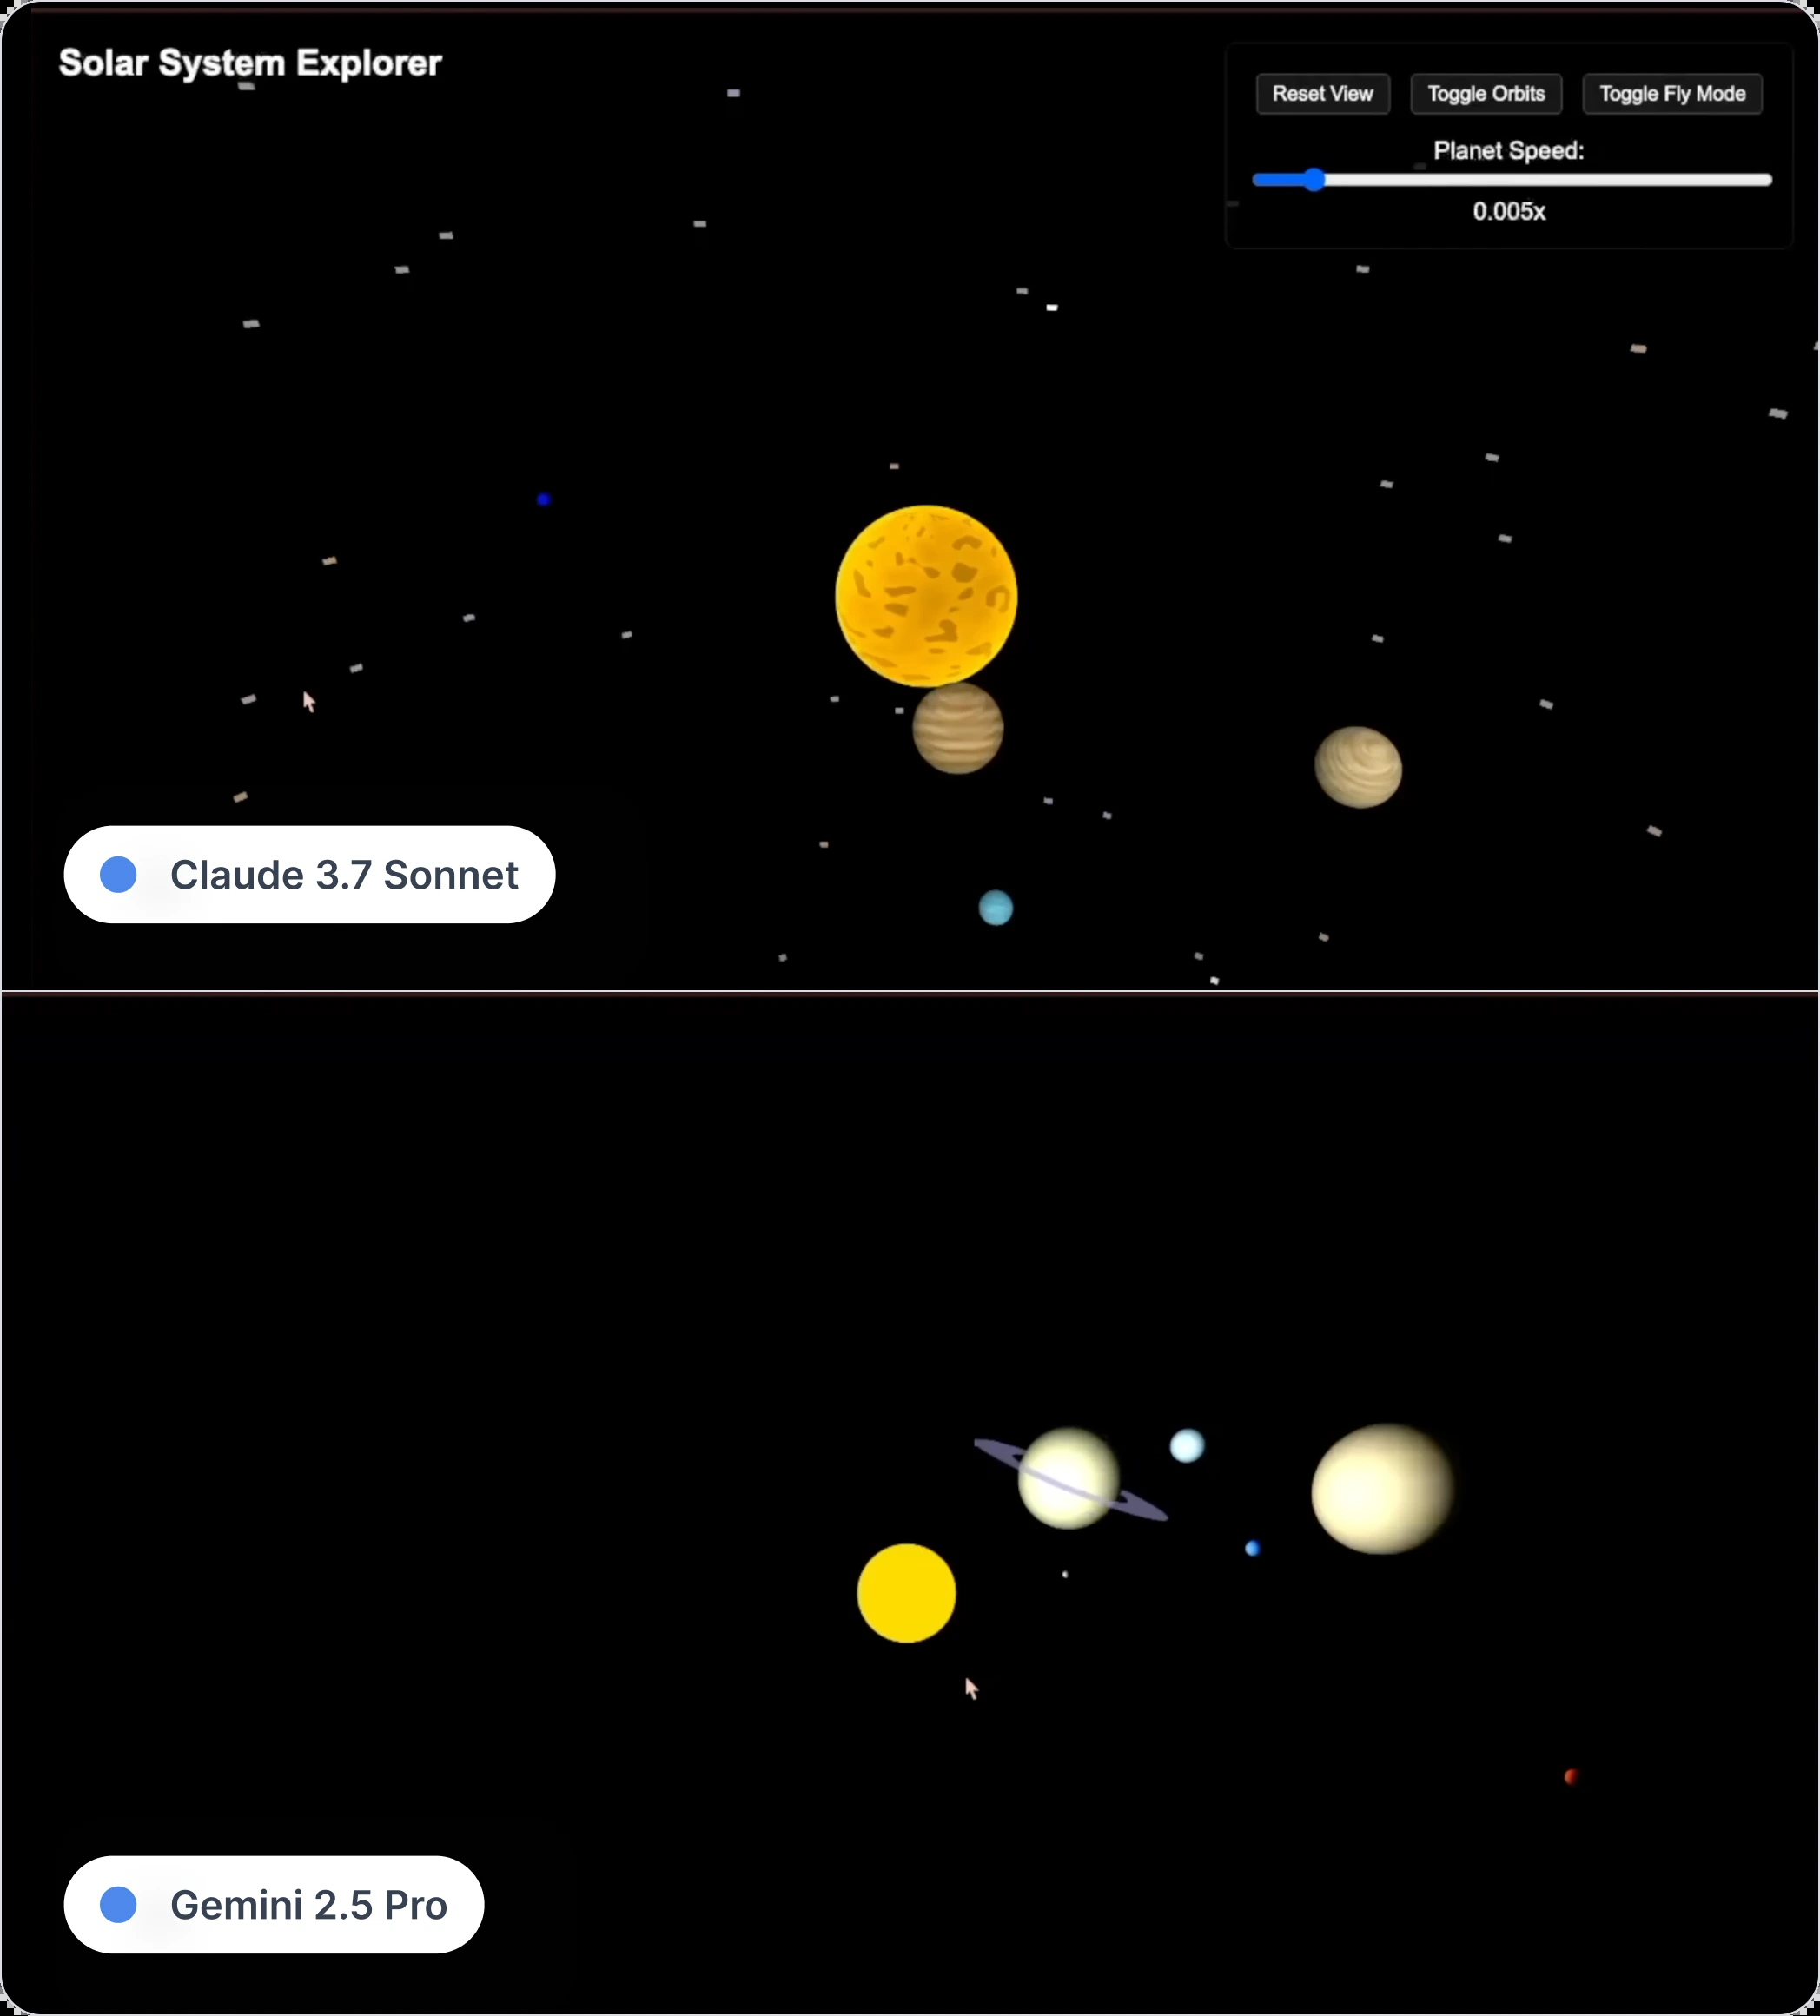 Solar System Explorer
Reset View Toggle Orbits Toggle Fly Mode
Planet Speed:
0.005x
Claude 3.7 Sonnet
Gemini 2.5 Pro